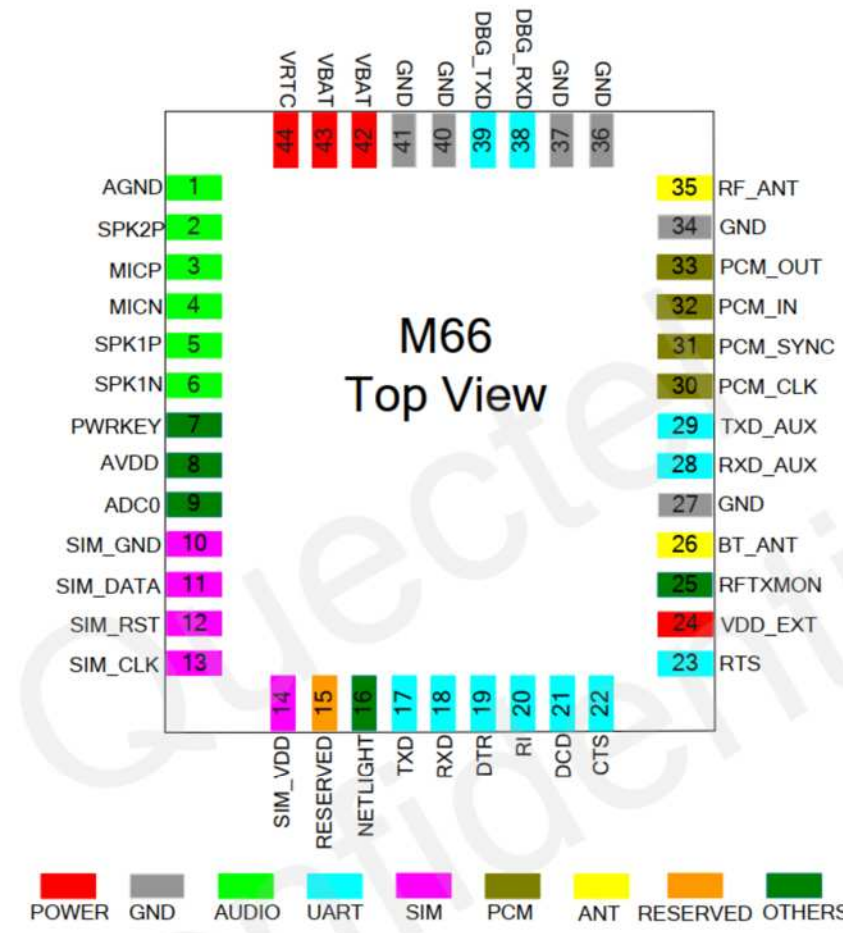 VRTC VBAT VBAT GND GND DBG_TXD DBG_RXD GND GND
44 43 42 41 40 39 38 37 36
AGND 1 35 RF_ANT
SPK2P 2 34 GND
MICP 3 33 PCM_OUT
MICN 4 32 PCM_IN
SPK1P 5 31 PCM_SYNC
SPK1N 6 30 PCM_CLK
M66
Top View
PWRKEY 7 29 TXD_AUX
AVDD 8 28 RXD_AUX
ADC0 9 27 GND
SIM_GND 10 26 BT_ANT
SIM_DATA 11 25 RFTXMON
SIM_RST 12 24 VDD_EXT
SIM_CLK 13 23 RTS
14 15 16 17 18 19 20 21 22
SIM_VDD RESERVED NETLIGHT TXD RXD DTR RI DCD CTS
Quectel
Confidenti
POWER GND AUDIO UART SIM PCM ANT RESERVED OTHERS